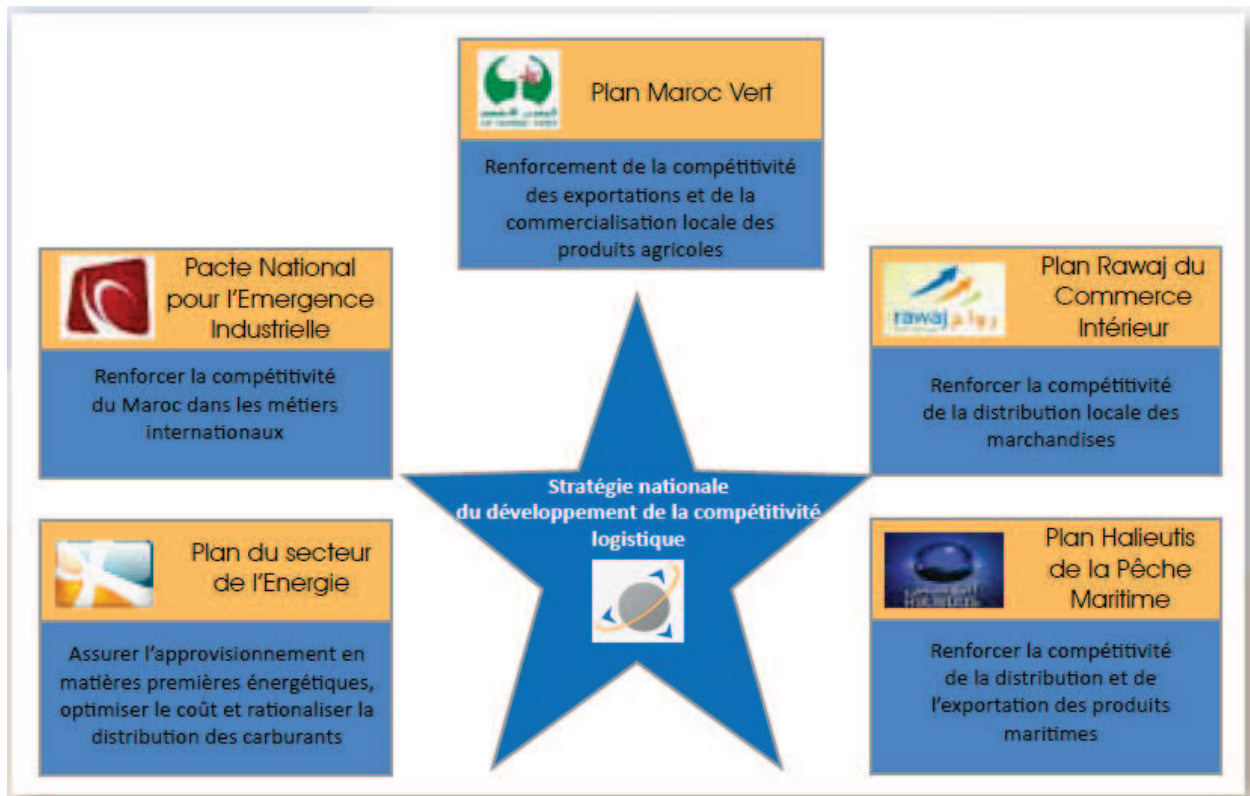 Plan Maroc Vert
Renforcement de la compétitivité
des exportations et de la
commercialisation locale des
produits agricoles
Pacte National
pour l'Emergence
Industrielle
Renforcer la compétitivité
du Maroc dans les métiers
internationaux
Plan Rawaj du
Commerce
Intérieur
rawaj رواج
Renforcer la compétitivité
de la distribution locale des
marchandises
Stratégie nationale
du développement de la compétitivité
logistique
Plan du secteur
de l'Energie
Assurer l'approvisionnement en
matières premières énergétiques,
optimiser le coût et rationaliser la
distribution des carburants
Plan Halieutis
de la Pêche
Maritime
Renforcer la compétitivité
de la distribution et de
l'exportation des produits
maritimes